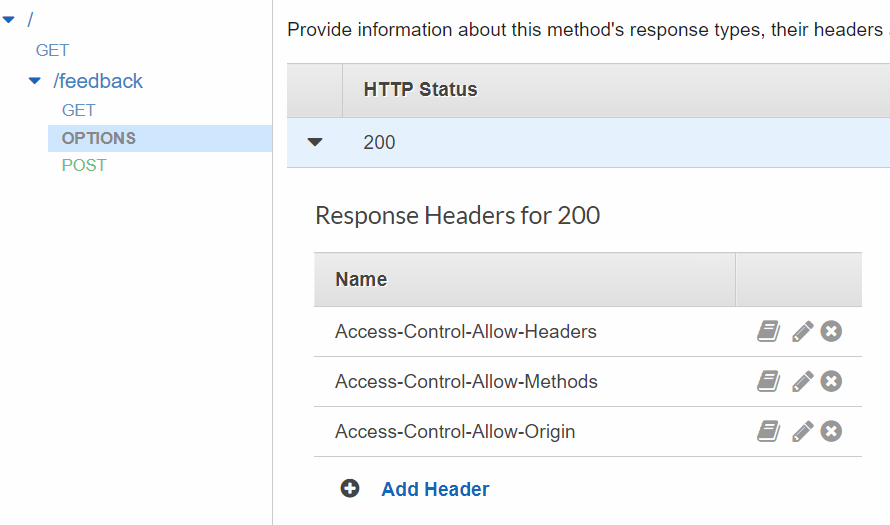 /
GET
/feedback
GET
OPTIONS
POST
Provide information about this method's response types, their headers
HTTP Status
200
Response Headers for 200
Name
Access-Control-Allow-Headers
Access-Control-Allow-Methods
Access-Control-Allow-Origin
Add Header